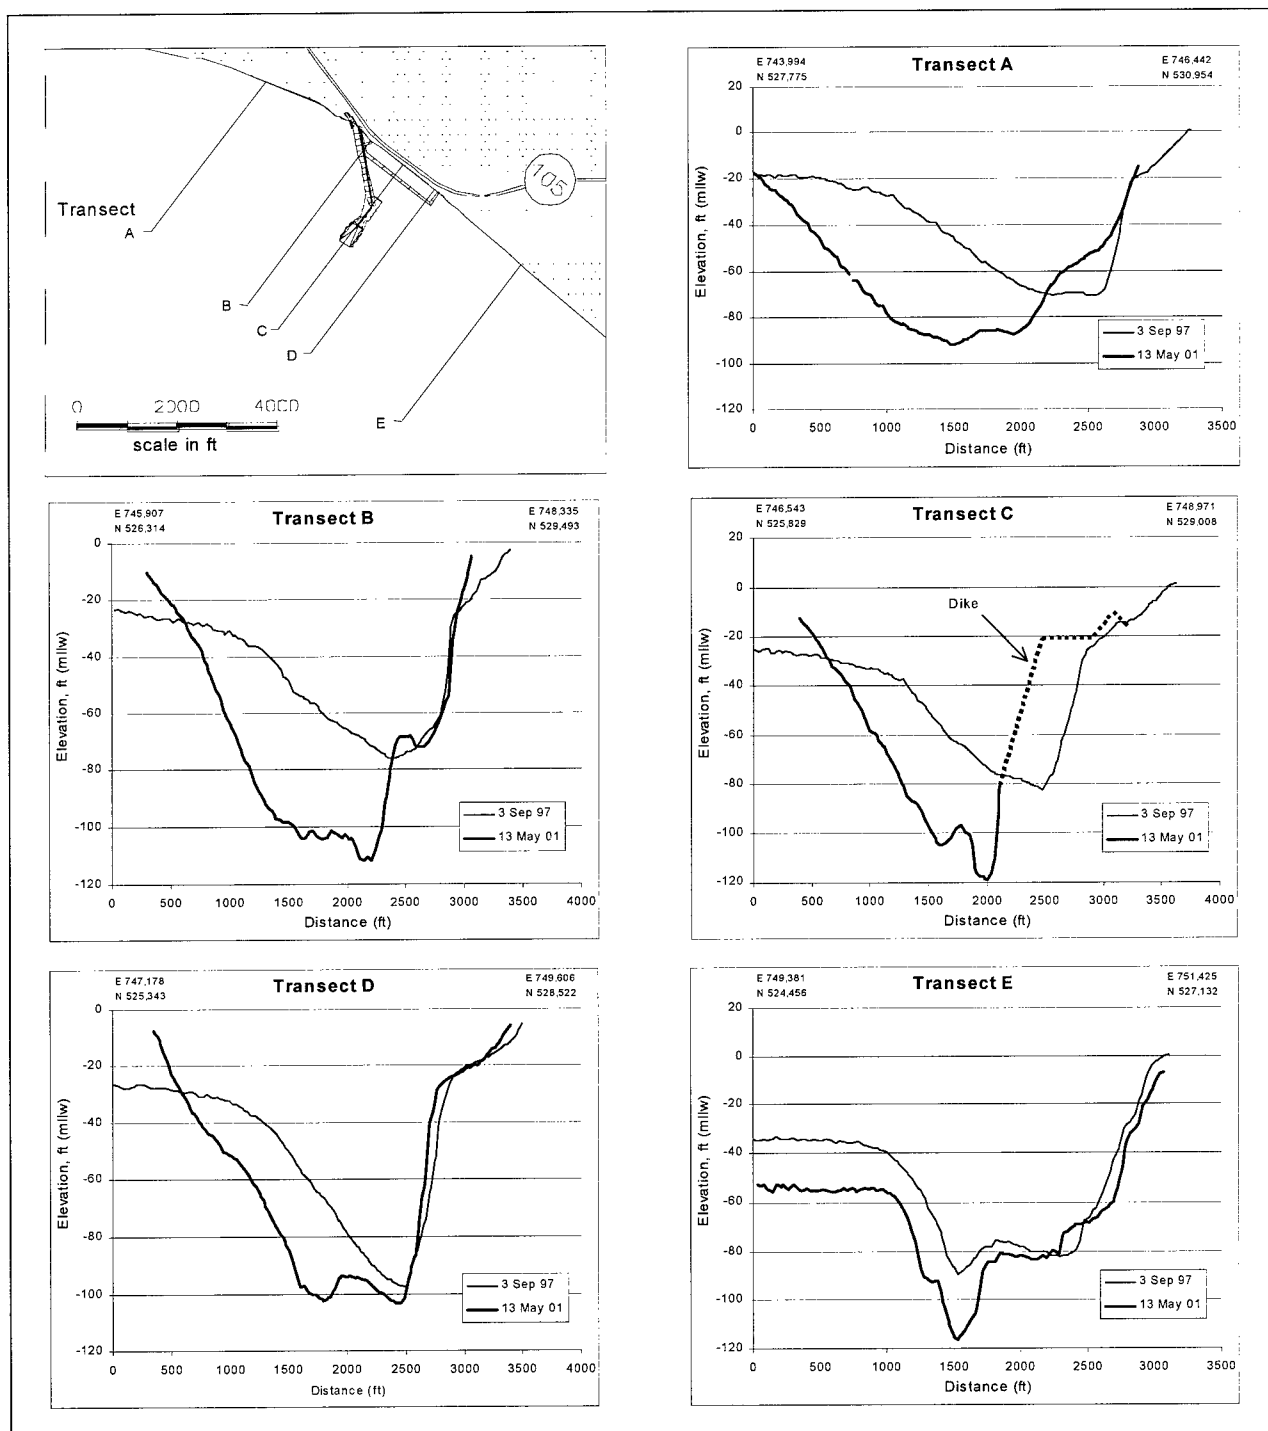 Transect
A
B
C
D
E
105
0 2000 4000
scale in ft
E 743,994
N 527,775
Transect A
E 746,442
N 530,954
Elevation, ft (mllw)
20
0
-20
-40
-60
-80
-100
-120
3 Sep 97
13 May 01
0 500 1000 1500 2000 2500 3000 3500
Distance (ft)
E 745,907
N 526,314
Transect B
E 748,335
N 529,493
Elevation, ft (mllw)
0
-20
-40
-60
-80
-100
-120
3 Sep 97
13 May 01
0 500 1000 1500 2000 2500 3000 3500 4000
Distance (ft)
E 746,543
N 525,829
Transect C
E 748,971
N 529,008
Elevation, ft (mllw)
20
0
-20
-40
-60
-80
-100
-120
Dike
3 Sep 97
13 May 01
0 500 1000 1500 2000 2500 3000 3500 4000
Distance (ft)
E 747,178
N 525,343
Transect D
E 749,606
N 528,522
Elevation, ft (mllw)
0
-20
-40
-60
-80
-100
-120
3 Sep 97
13 May 01
0 500 1000 1500 2000 2500 3000 3500 4000
Distance (ft)
E 749,381
N 524,456
Transect E
E 751,425
N 527,132
Elevation, ft (mllw)
20
0
-20
-40
-60
-80
-100
-120
3 Sep 97
13 May 01
0 500 1000 1500 2000 2500 3000 3500
Distance (ft)